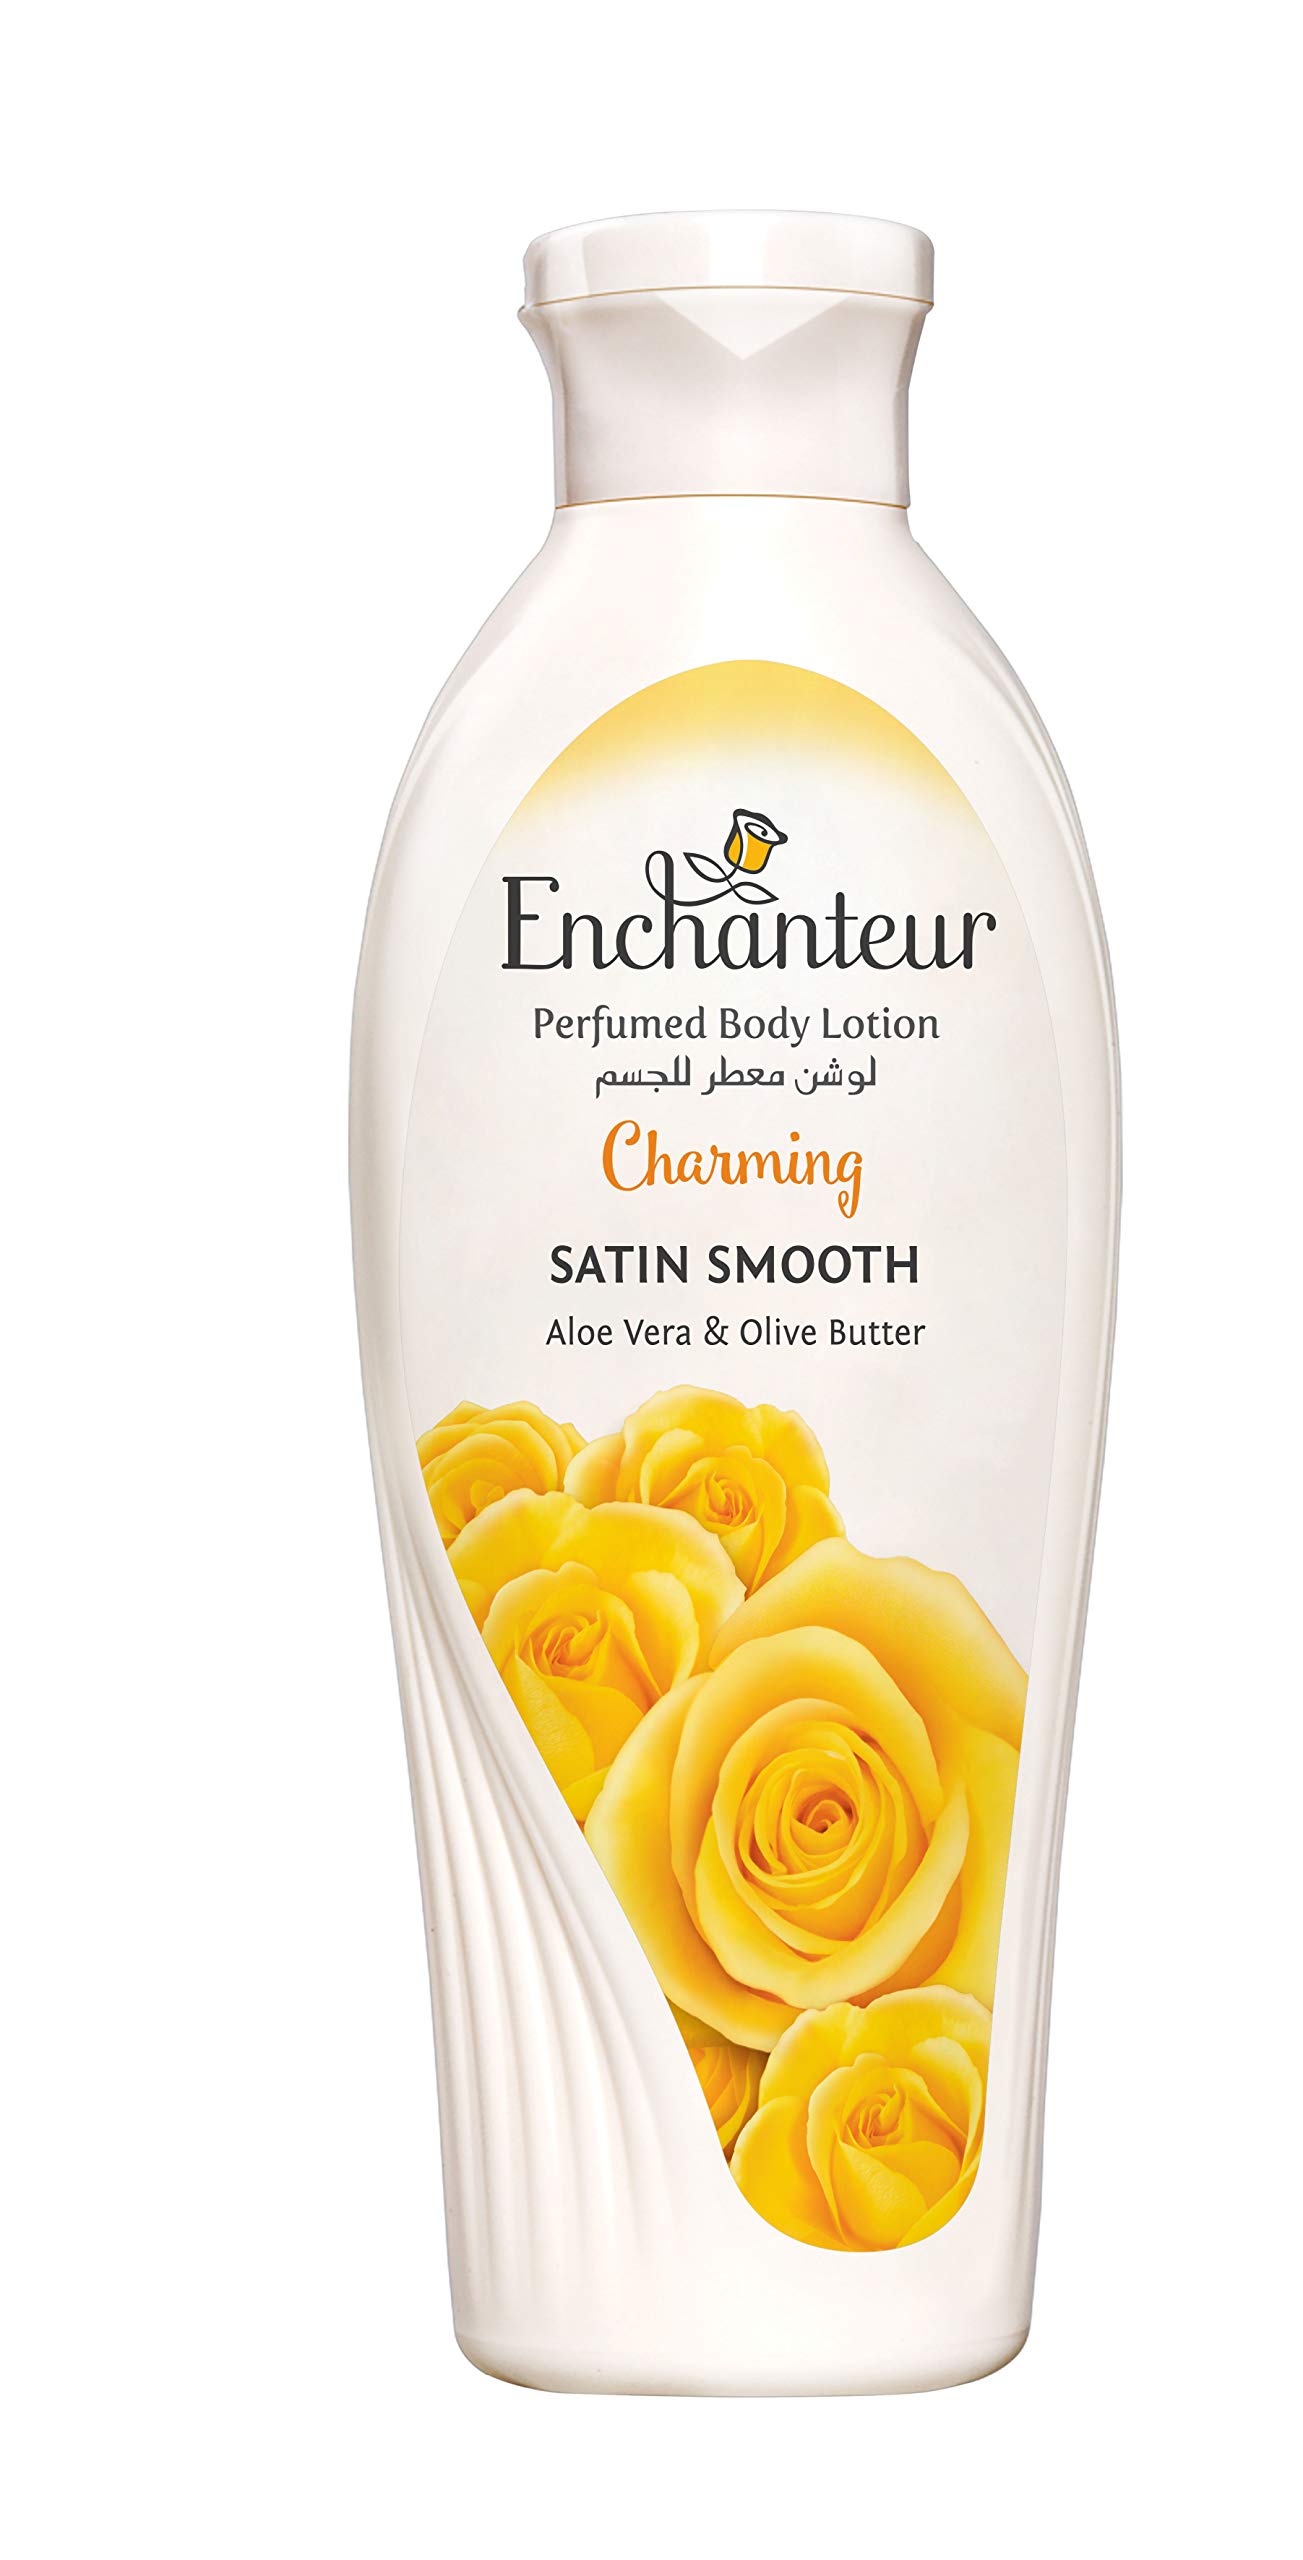 Enchanteur
Perfumed Body Lotion
لوشن معطر للجسم
Charming
SATIN SMOOTH
Aloe Vera & Olive Butter